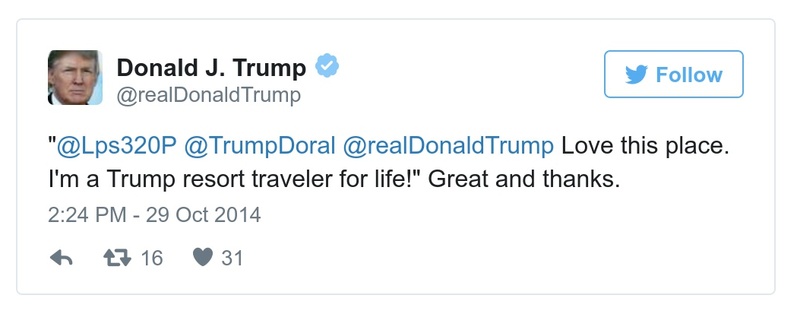 Donald J. Trump
Follow
@realDonaldTrump
"@Lps320P @TrumpDoral @realDonaldTrump Love this place.
I'm a Trump resort traveler for life!" Great and thanks.
2:24 PM - 29 Oct 2014
16 31